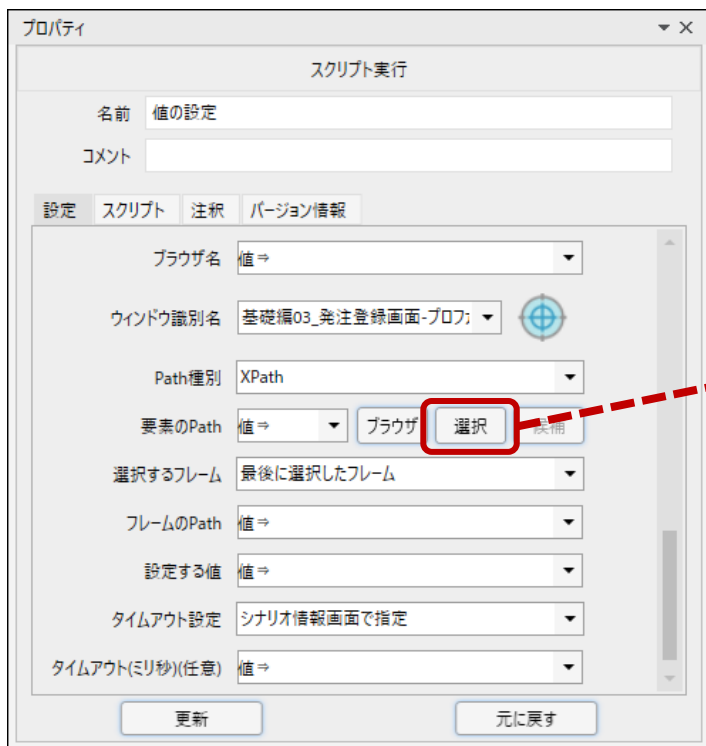 プロパティ
スクリプト実行
名前 値の設定
コメント
設定 スクリプト 注釈 バージョン情報
ブラウザ名 値⇒
ウィンドウ識別名 基礎編03_発注登録画面-プロフ
Path種別 XPath
要素のPath 値⇒ ブラウザ 選択 候補
選択するフレーム 最後に選択したフレーム
フレームのPath 値⇒
設定する値 値⇒
タイムアウト設定 シナリオ情報画面で指定
タイムアウト(ミリ秒)(任意) 値⇒
更新 元に戻す